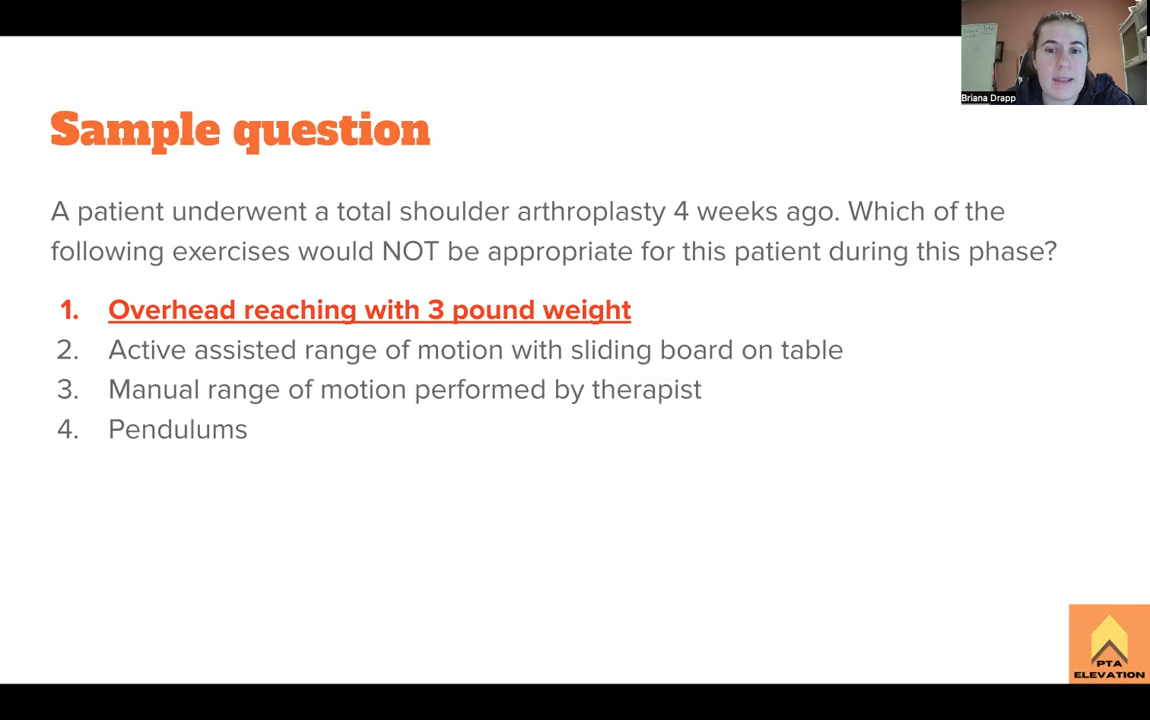 Briana Drapp
Sample question
A patient underwent a total shoulder arthroplasty 4 weeks ago. Which of the
following exercises would NOT be appropriate for this patient during this phase?
1. Overhead reaching with 3 pound weight
2. Active assisted range of motion with sliding board on table
3. Manual range of motion performed by therapist
4. Pendulums
PTA
ELEVATION